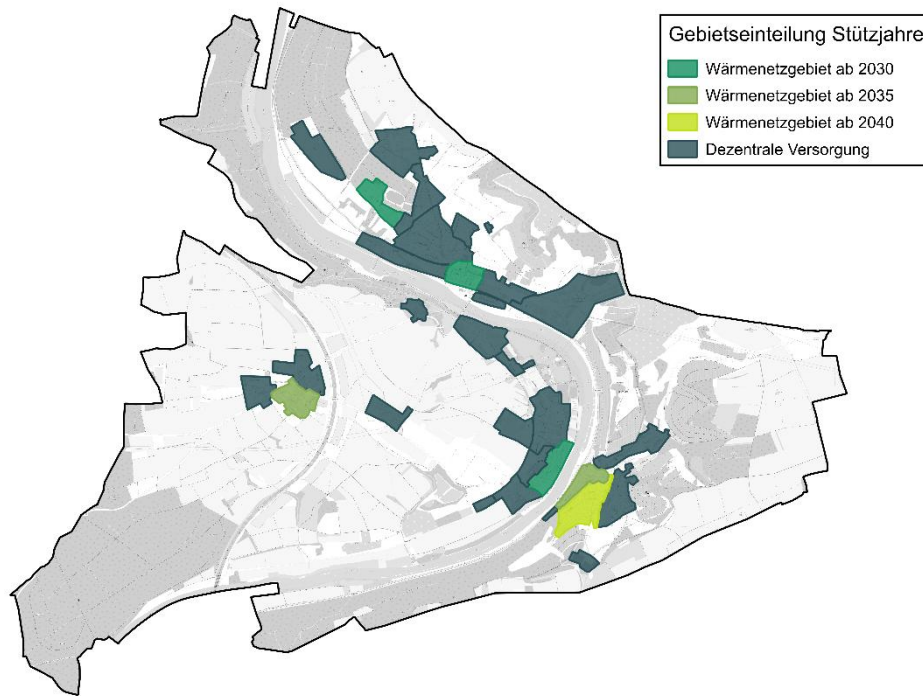 Gebietseinteilung Stützjahre
Wärmenetzgebiet ab 2030
Wärmenetzgebiet ab 2035
Wärmenetzgebiet ab 2040
Dezentrale Versorgung